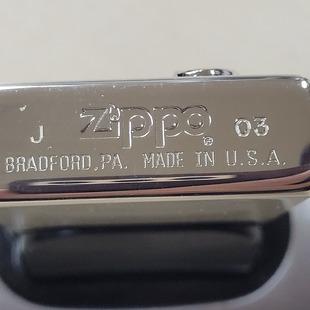 J Zippo® 03
BRADFORD,PA. MADE IN U.S.A.